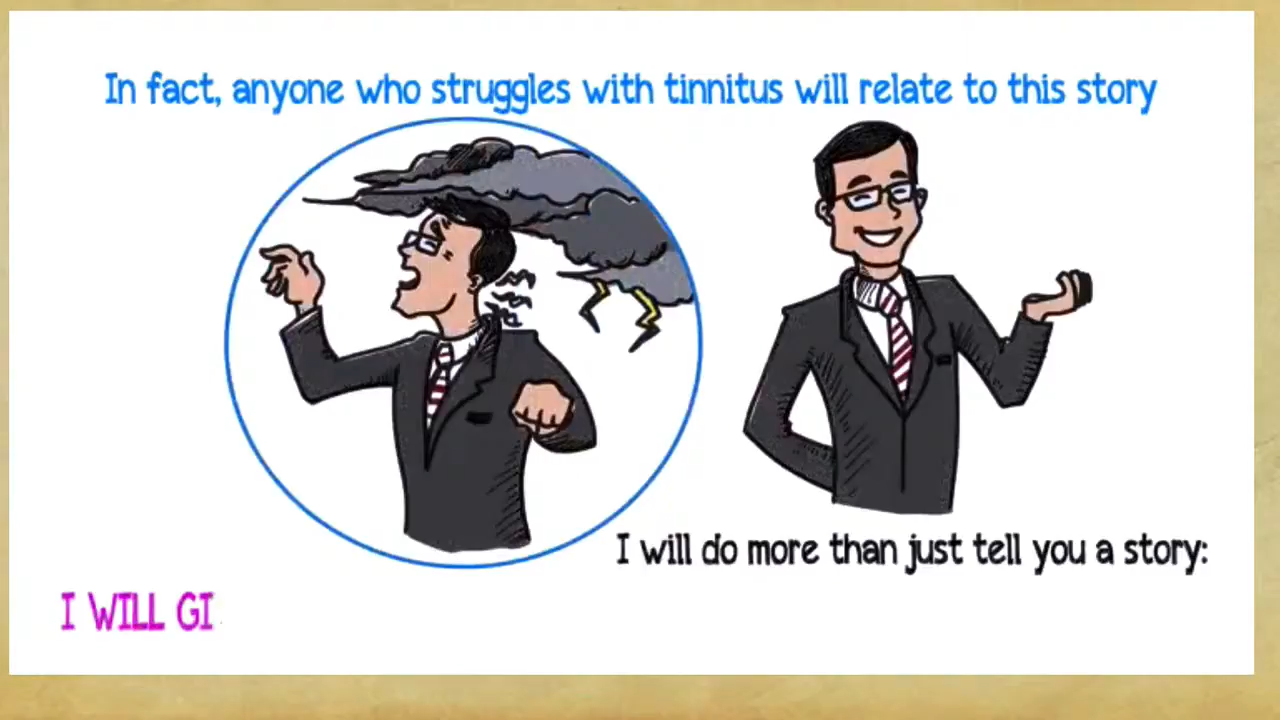 In fact, anyone who struggles with tinnitus will relate to this story
I will do more than just tell you a story:
I WILL GI